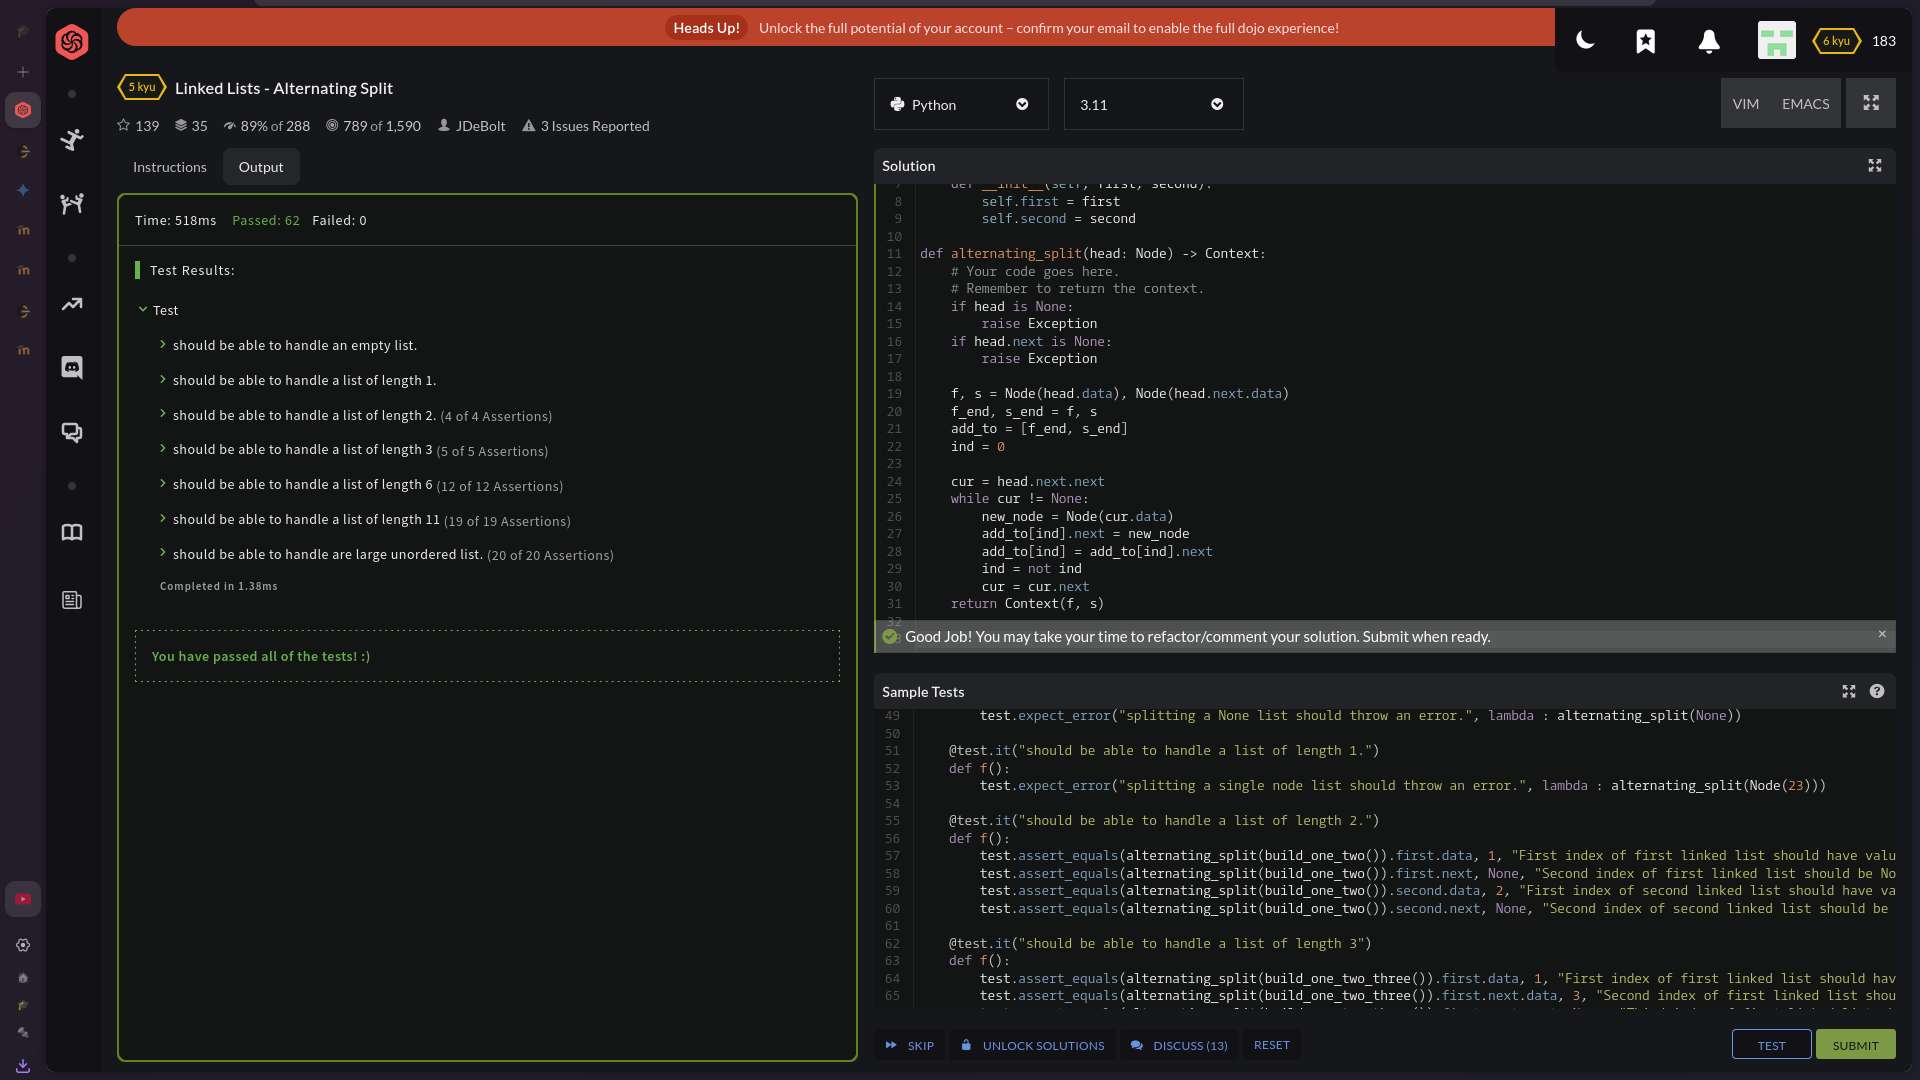 Heads Up! Unlock the full potential of your account – confirm your email to enable the full dojo experience!
6 kyu 183
5 kyu Linked Lists - Alternating Split
139 35 89% of 288 789 of 1,590 JDeBolt 3 Issues Reported
Instructions Output
Time: 518ms Passed: 62 Failed: 0
Test Results:
Test
should be able to handle an empty list.
should be able to handle a list of length 1.
should be able to handle a list of length 2. (4 of 4 Assertions)
should be able to handle a list of length 3 (5 of 5 Assertions)
should be able to handle a list of length 6 (12 of 12 Assertions)
should be able to handle a list of length 11 (19 of 19 Assertions)
should be able to handle are large unordered list. (20 of 20 Assertions)
Completed in 1.38ms
You have passed all of the tests! :)
Python 3.11 VIM EMACS
Solution
7 def __init__(self, first, second):
8 self.first = first
9 self.second = second
10
11 def alternating_split(head: Node) -> Context:
12 # Your code goes here.
13 # Remember to return the context.
14 if head is None:
15 raise Exception
16 if head.next is None:
17 raise Exception
18
19 f, s = Node(head.data), Node(head.next.data)
20 f_end, s_end = f, s
21 add_to = [f_end, s_end]
22 ind = 0
23
24 cur = head.next.next
25 while cur != None:
26 new_node = Node(cur.data)
27 add_to[ind].next = new_node
28 add_to[ind] = add_to[ind].next
29 ind = not ind
30 cur = cur.next
31 return Context(f, s)
32
Good Job! You may take your time to refactor/comment your solution. Submit when ready. ×
Sample Tests
49 test.expect_error("splitting a None list should throw an error.", lambda : alternating_split(None))
50
51 @test.it("should be able to handle a list of length 1.")
52 def f():
53 test.expect_error("splitting a single node list should throw an error.", lambda : alternating_split(Node(23)))
54
55 @test.it("should be able to handle a list of length 2.")
56 def f():
57 test.assert_equals(alternating_split(build_one_two()).first.data, 1, "First index of first linked list should have valu
58 test.assert_equals(alternating_split(build_one_two()).first.next, None, "Second index of first linked list should be No
59 test.assert_equals(alternating_split(build_one_two()).second.data, 2, "First index of second linked list should have va
60 test.assert_equals(alternating_split(build_one_two()).second.next, None, "Second index of second linked list should be
61
62 @test.it("should be able to handle a list of length 3")
63 def f():
64 test.assert_equals(alternating_split(build_one_two_three()).first.data, 1, "First index of first linked list should hav
65 test.assert_equals(alternating_split(build_one_two_three()).first.next.data, 3, "Second index of first linked list shou
SKIP UNLOCK SOLUTIONS DISCUSS (13) RESET TEST SUBMIT